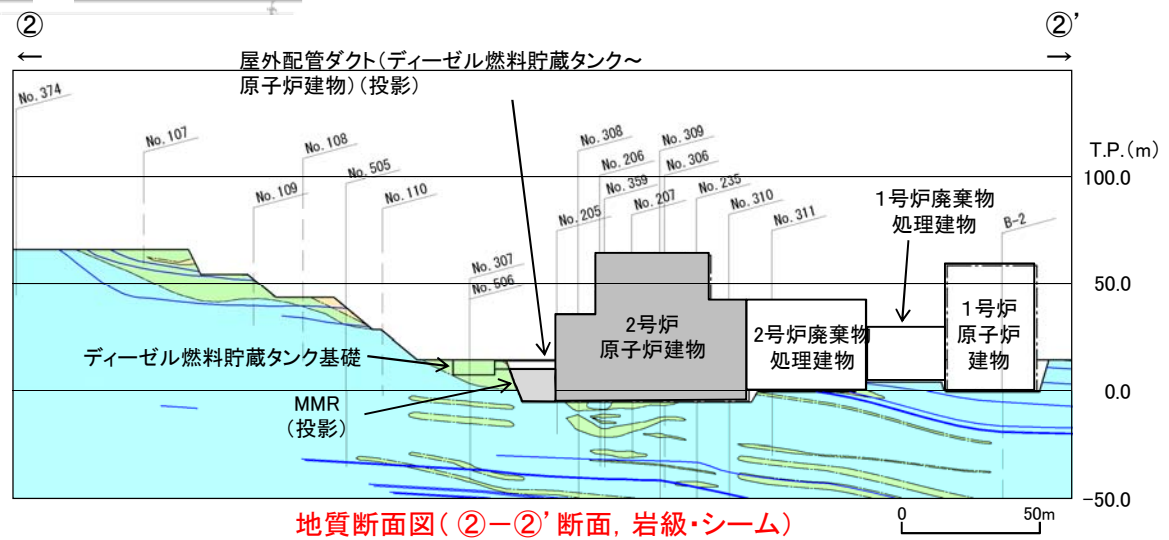 ②
②’
←
→
屋外配管ダクト(ディーゼル燃料貯蔵タンク～
原子炉建物)(投影)
No. 374
No. 107
No. 108
No. 109
No. 505
No. 110
No. 308
No. 309
No. 206
No. 306
No. 359
No. 207
No. 235
No. 205
No. 310
No. 311
No. 307
No. 506
B-2
T.P.(m)
100.0
50.0
0.0
-50.0
1号炉廃棄物
処理建物
2号炉
原子炉建物
2号炉廃棄物
処理建物
1号炉
原子炉
建物
ディーゼル燃料貯蔵タンク基礎
MMR
(投影)
地質断面図(②－②’断面, 岩級・シーム)
0
50m